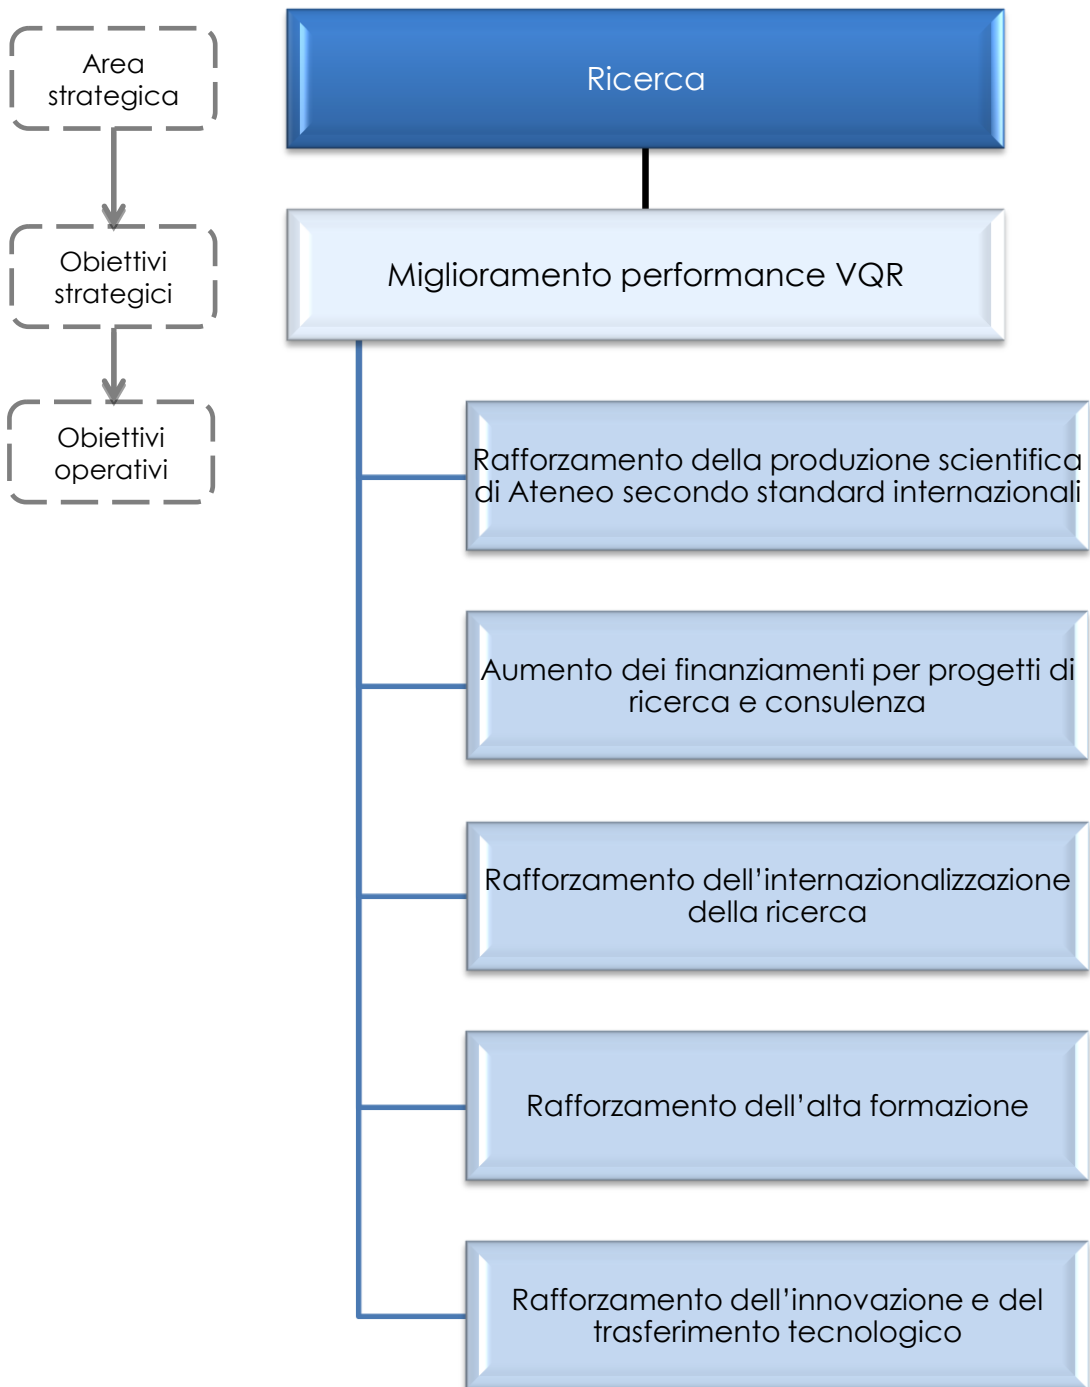 Area
strategica
Ricerca
Obiettivi
strategici
Miglioramento performance VQR
Obiettivi
operativi
Rafforzamento della produzione scientifica
di Ateneo secondo standard internazionali
Aumento dei finanziamenti per progetti di
ricerca e consulenza
Rafforzamento dell’internazionalizzazione
della ricerca
Rafforzamento dell’alta formazione
Rafforzamento dell’innovazione e del
trasferimento tecnologico